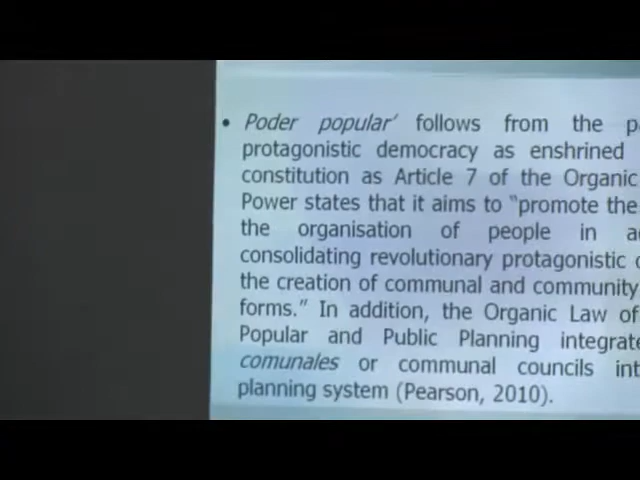 • Poder popular' follows from the
protagonistic democracy as enshrined
constitution as Article 7 of the Organic
Power states that it aims to "promote the
the organisation of people in
consolidating revolutionary protagonistic
the creation of communal and community
forms." In addition, the Organic Law of
Popular and Public Planning
comunales or communal councils
planning system (Pearson, 2010).